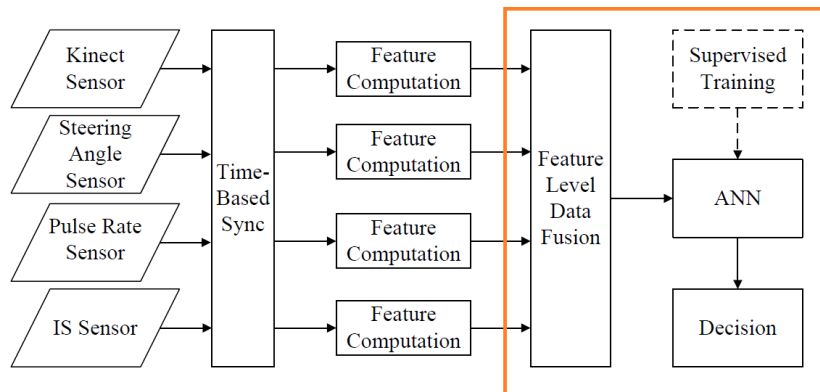 Kinect
Sensor
Steering
Angle
Sensor
Pulse Rate
Sensor
IS Sensor
Time-
Based
Sync
Feature
Computation
Feature
Computation
Feature
Computation
Feature
Computation
Feature
Level
Data
Fusion
Supervised
Training
ANN
Decision